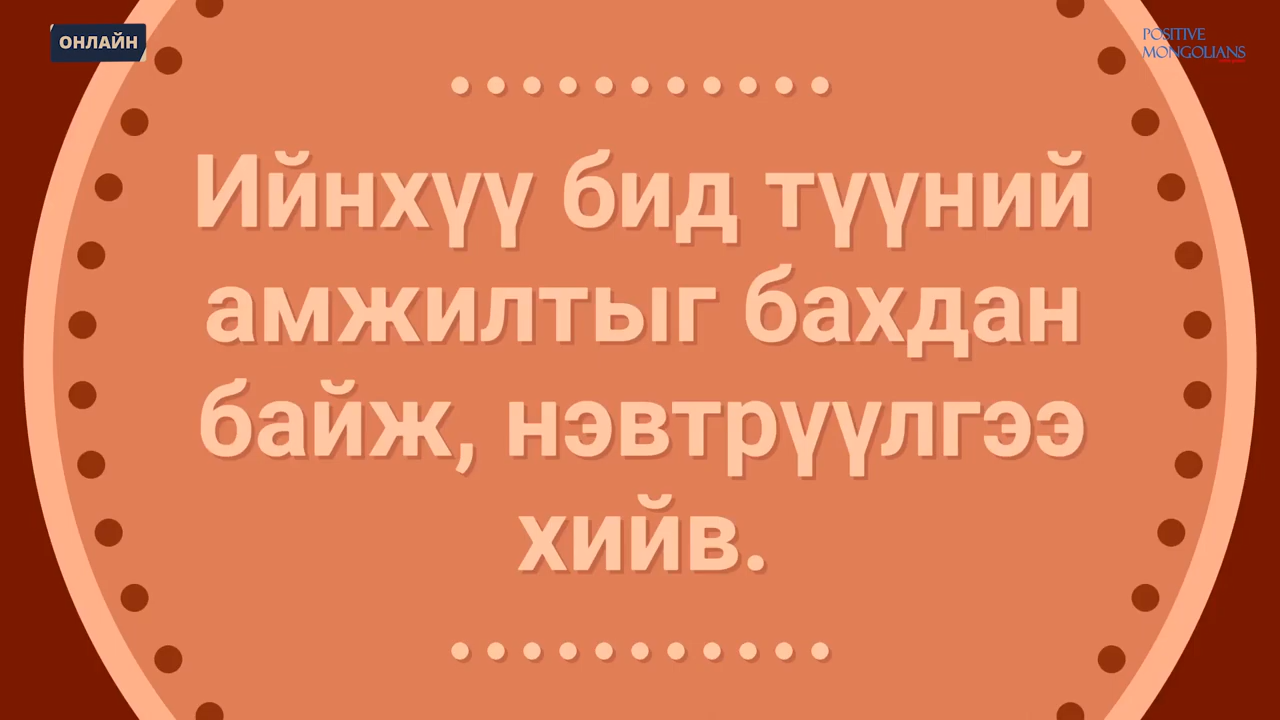 ОНЛАЙН
POSITIVE
MONGOLIANS
Ийнхүү бид түүний
амжилтыг бахдан
байж, нэвтрүүлгээ
хийв.